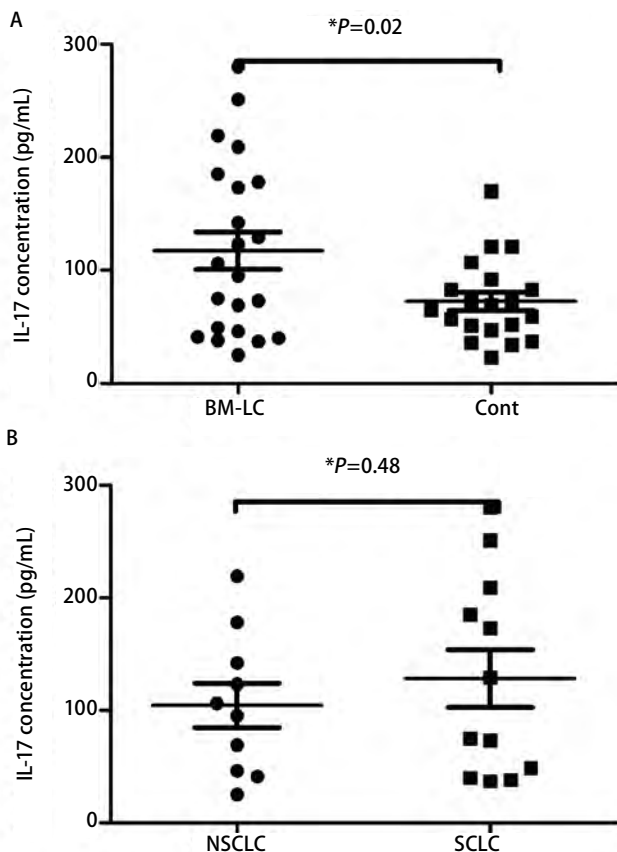 A
*P=0.02
300
200
100
0
IL-17 concentration (pg/mL)
BM-LC Cont
B
*P=0.48
300
200
100
0
IL-17 concentration (pg/mL)
NSCLC SCLC